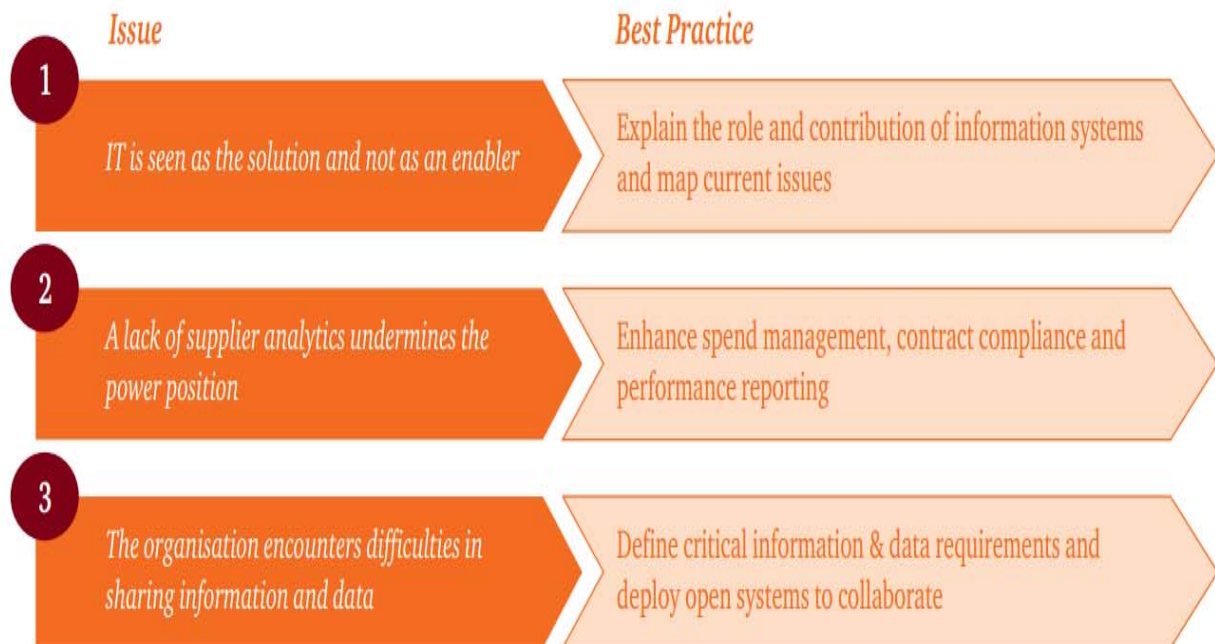 Issue
Best Practice
1
IT is seen as the solution and not as an enabler
Explain the role and contribution of information systems
and map current issues
2
A lack of supplier analytics undermines the
power position
Enhance spend management, contract compliance and
performance reporting
3
The organisation encounters difficulties in
sharing information and data
Define critical information & data requirements and
deploy open systems to collaborate